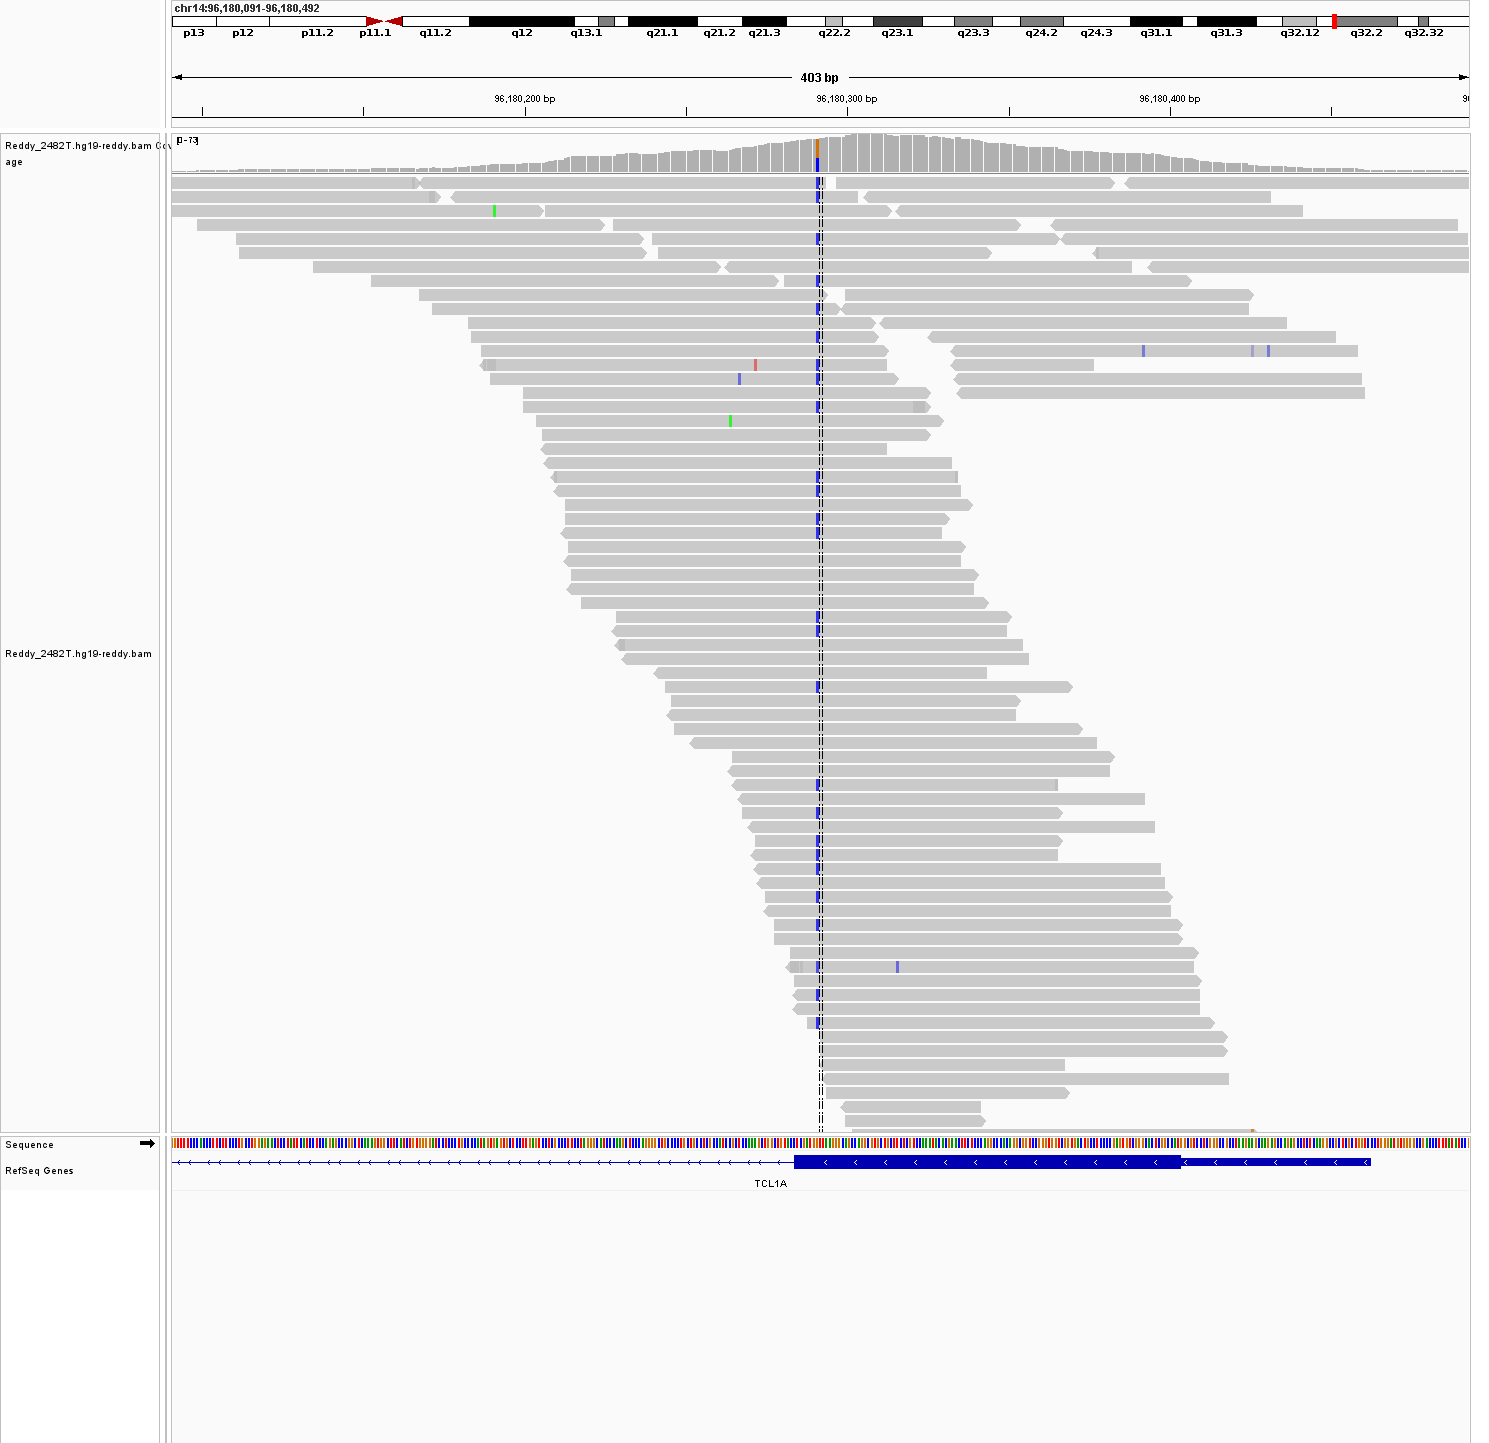 chr14:96,180,091-96,180,492
p13 p12 p11.2 p11.1 q11.2 q12 q13.1 q21.1 q21.2 q21.3 q22.2 q23.1 q23.3 q24.2 q24.3 q31.1 q31.3 q32.12 q32.2 q32.32
403 bp
96,180,200 bp 96,180,300 bp 96,180,400 bp 9
Reddy_2482T.hg19-reddy.bam Cov
age
[0-73]
Reddy_2482T.hg19-reddy.bam
Sequence
RefSeq Genes
TCL1A